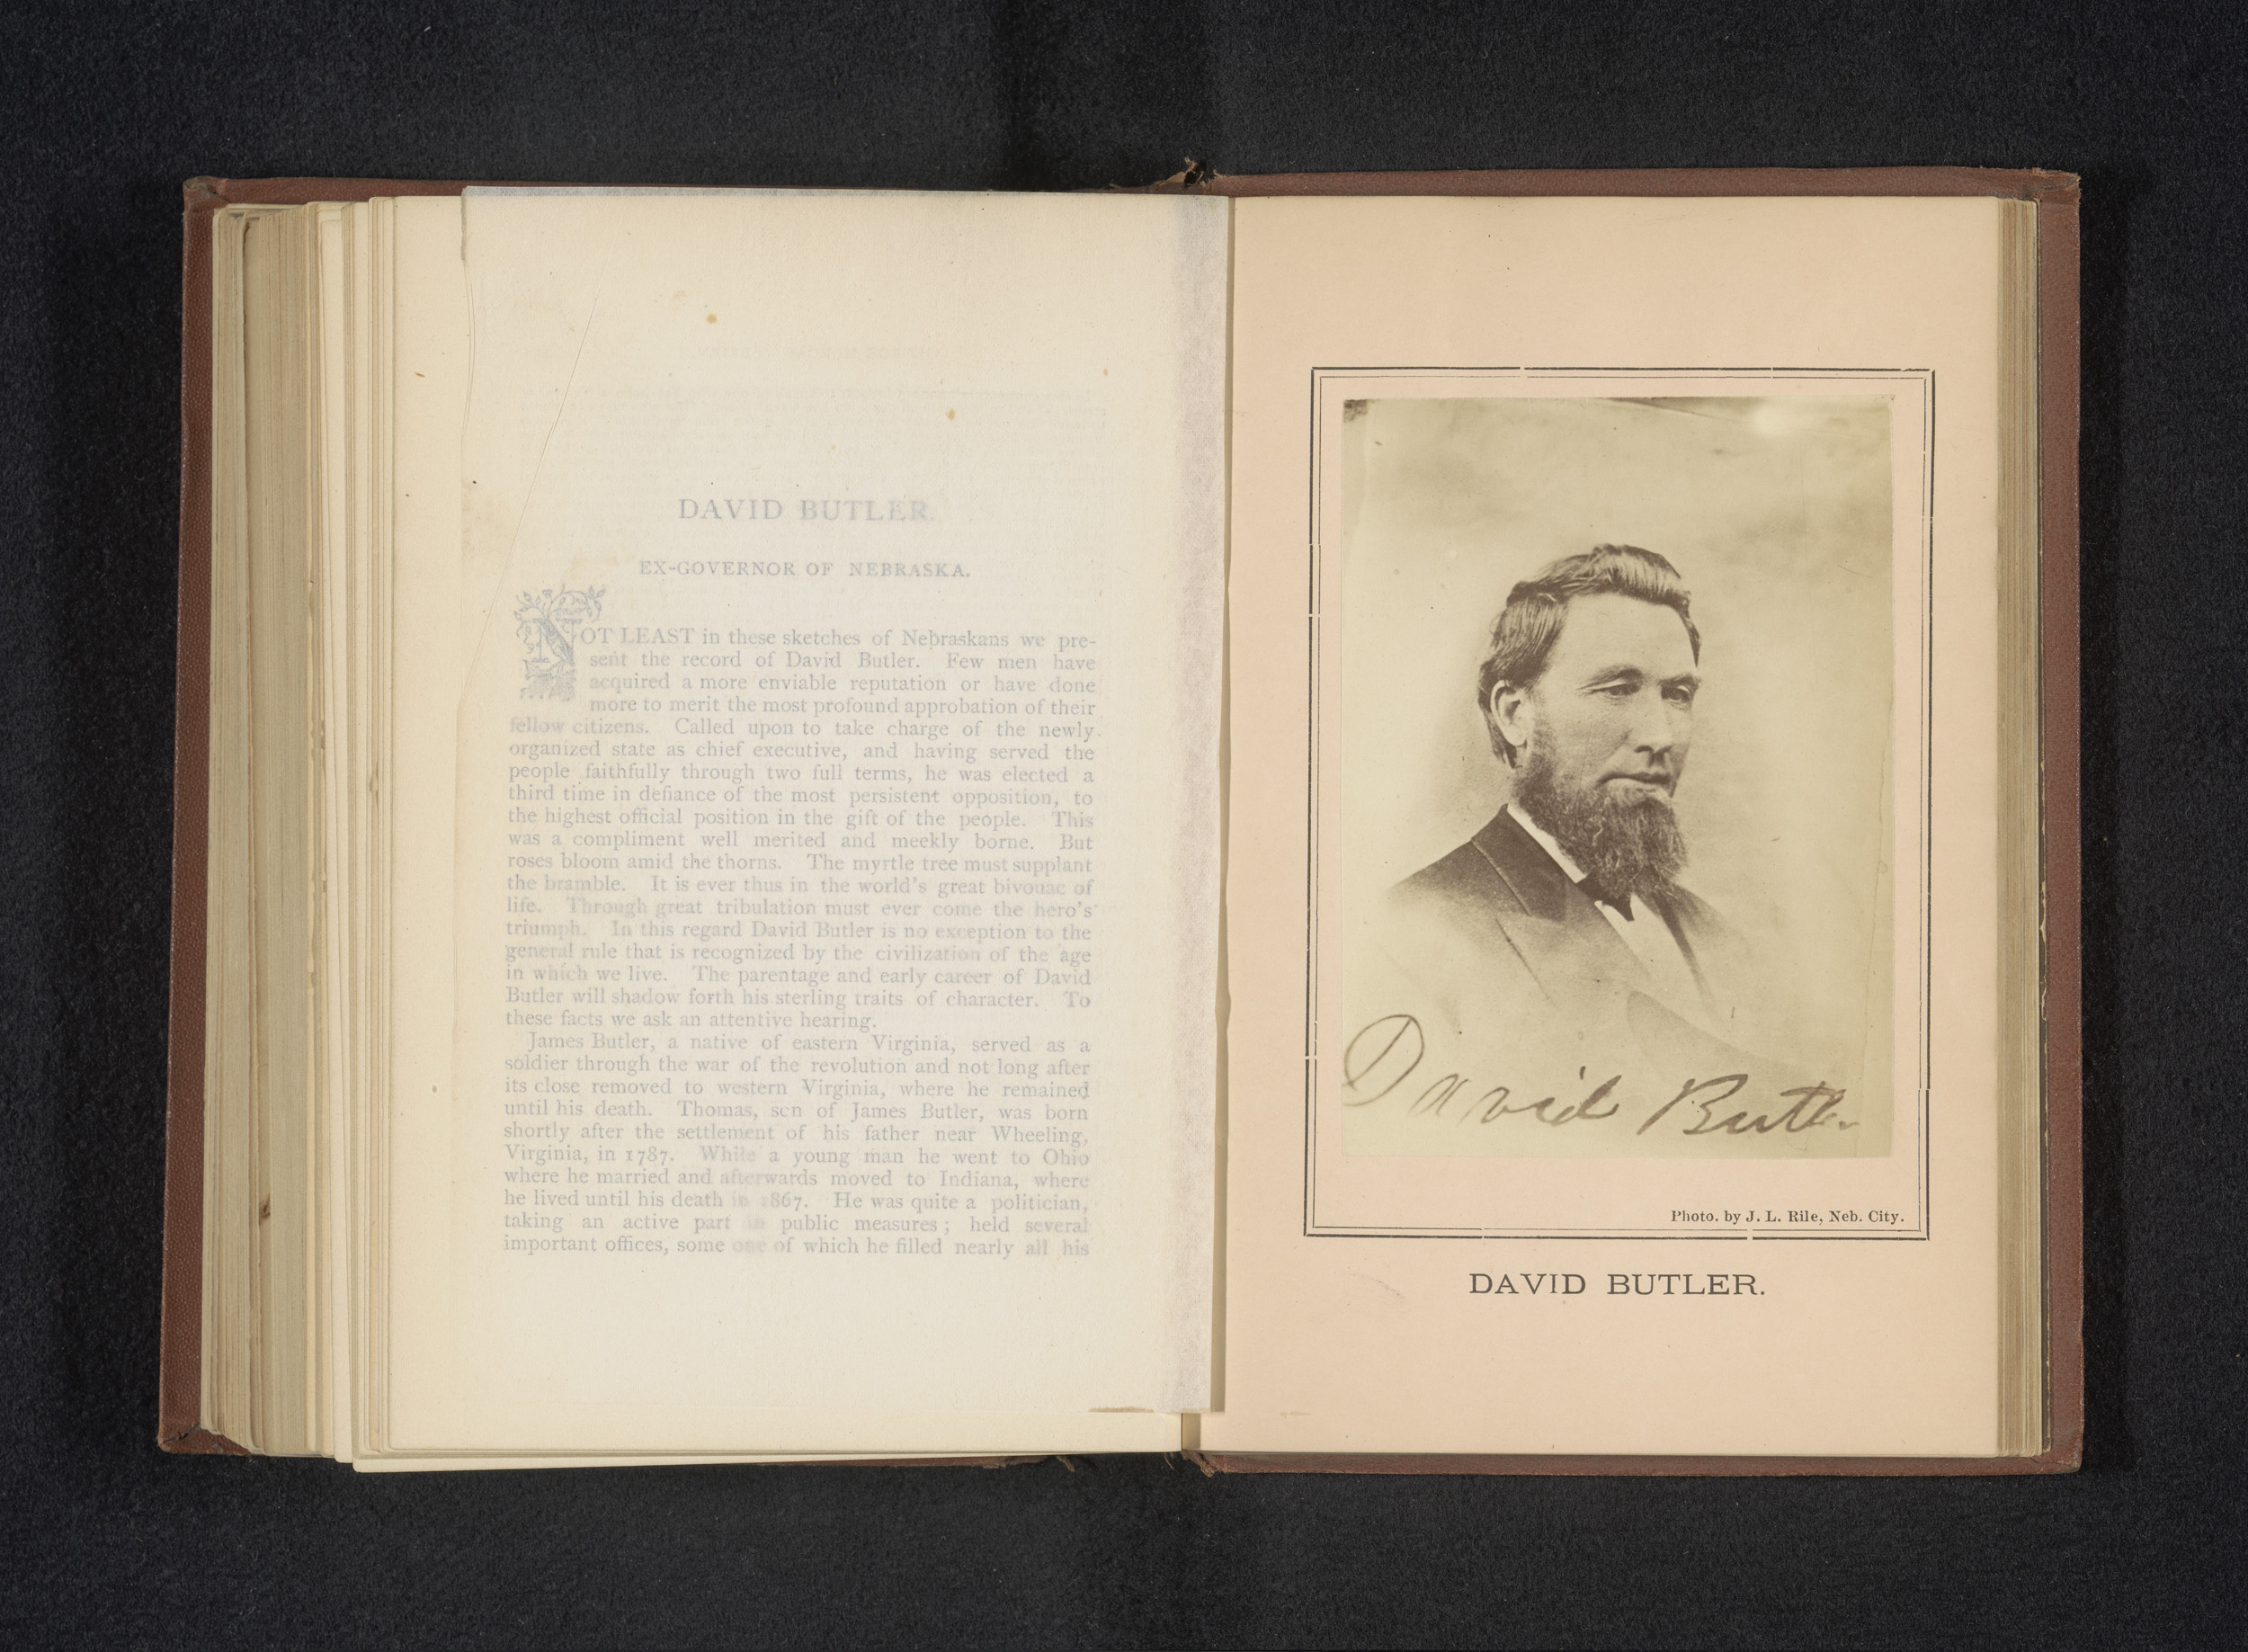 DAVID BUTLER.
EX-GOVERNOR OF NEBRASKA.
NOT LEAST in these sketches of Nebraskans we pre-
sent the record of David Butler. Few men have
acquired a more enviable reputation or have done
more to merit the most profound approbation of their
fellow citizens. Called upon to take charge of the newly
organized state as chief executive, and having served the
people faithfully through two full terms, he was elected a
third time in defiance of the most persistent opposition, to
the highest official position in the gift of the people. This
was a compliment well merited and meekly borne. But
roses bloom amid the thorns. The myrtle tree must supplant
the bramble. It is ever thus in the world's great bivouac of
life. Through great tribulation must ever come the hero's
triumph. In this regard David Butler is no exception to the
general rule that is recognized by the civilization of the age
in which we live. The parentage and early career of David
Butler will shadow forth his sterling traits of character. To
these facts we ask an attentive hearing.
James Butler, a native of eastern Virginia, served as a
soldier through the war of the revolution and not long after
its close removed to western Virginia, where he remained
until his death. Thomas, scn of James Butler, was born
shortly after the settlement of his father near Wheeling,
Virginia, in 1787. While a young man he went to Ohio
where he married and afterwards moved to Indiana, where
he lived until his death in 1867. He was quite a politician,
taking an active part in public measures; held several
important offices, some one of which he filled nearly all his
David Butler
Photo. by J. L. Rile, Neb. City.
DAVID BUTLER.